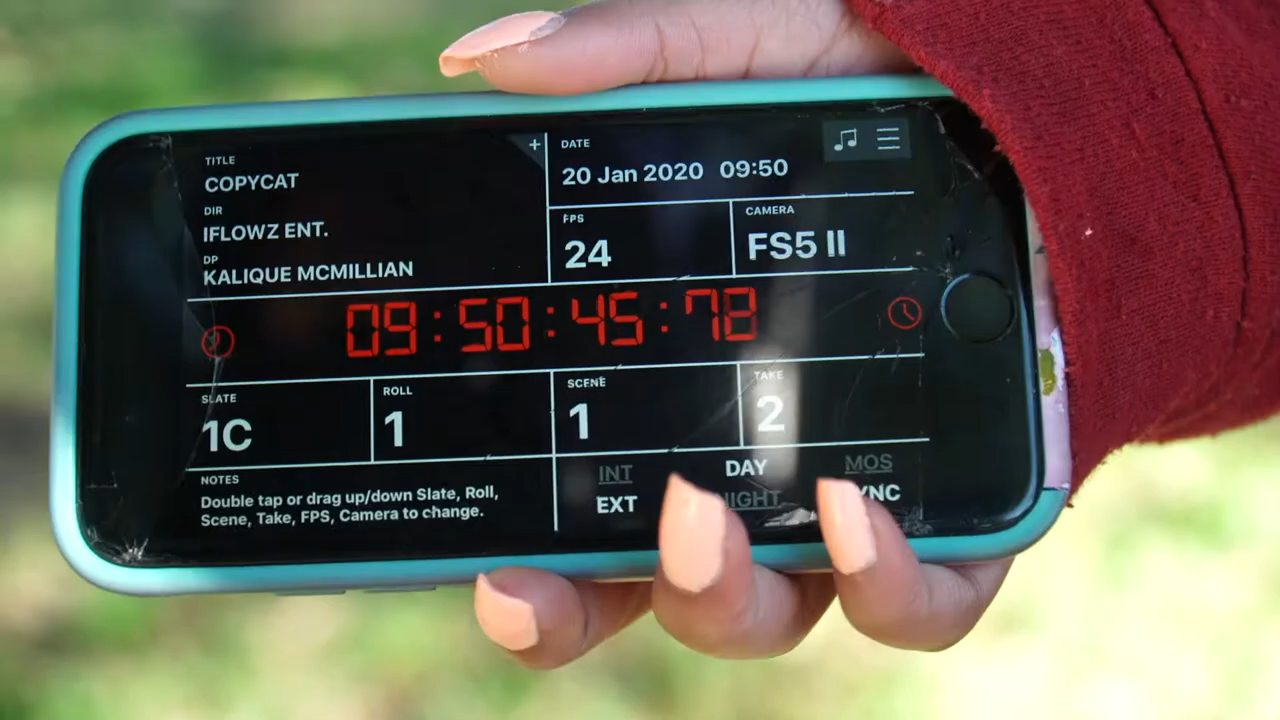 TITLE
COPYCAT
DIR
IFLOWZ ENT.
DP
KALIQUE MCMILLIAN
+
DATE
20 Jan 2020 09:50
FPS
24
CAMERA
FS5 II
09:50:45:78
SLATE
1C
ROLL
1
SCENE
1
TAKE
2
NOTES
Double tap or drag up/down Slate, Roll,
Scene, Take, FPS, Camera to change.
INT DAY MOS
EXT